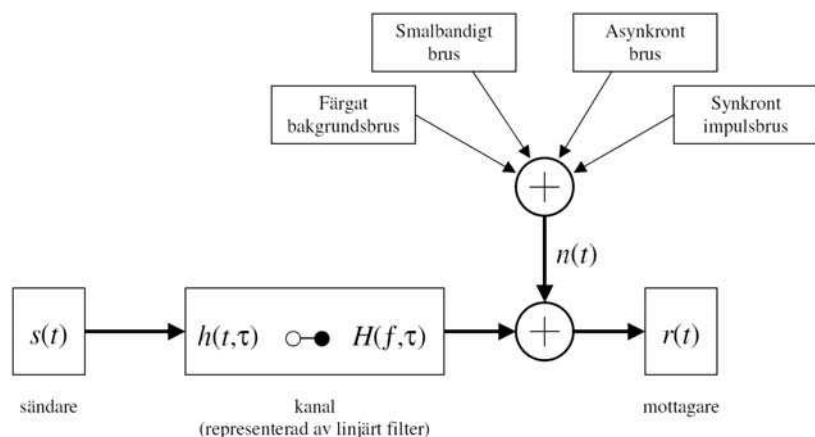 Smalbandigt
brus
Asynkront
brus
Färgat
bakgrundsbrus
Synkront
impulsbrus
+
n(t)
s(t)
h(t,τ)
H(f,τ)
+
r(t)
sändare
kanal
(representerad av linjärt filter)
mottagare